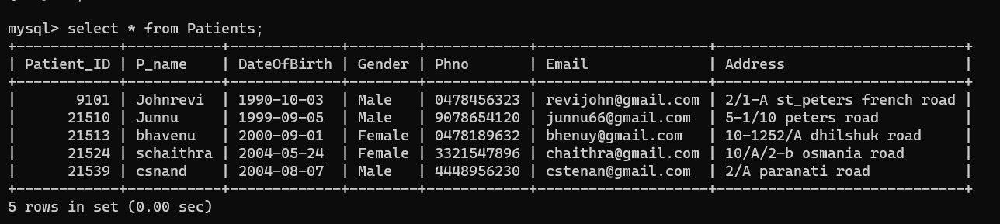 mysql> select * from Patients;
+------------+-----------+-------------+--------+------------+--------------------+-----------------------------+
| Patient_ID | P_name    | DateOfBirth | Gender | Phno       | Email              | Address                     |
+------------+-----------+-------------+--------+------------+--------------------+-----------------------------+
|       9101 | Johnrevi  | 1990-10-03  | Male   | 0478456323 | revijohn@gmail.com | 2/1-A st_peters french road |
|      21510 | Junnu     | 1999-09-05  | Male   | 9078654120 | junnu66@gmail.com  | 5-1/10 peters road          |
|      21513 | bhavenu   | 2000-09-01  | Female | 0478189632 | bhenuy@gmail.com   | 10-1252/A dhilshuk road     |
|      21524 | schaithra | 2004-05-24  | Female | 3321547896 | chaithra@gmail.com | 10/A/2-b osmania road       |
|      21539 | csnand    | 2004-08-07  | Male   | 4448956230 | cstenan@gmail.com  | 2/A paranati road           |
+------------+-----------+-------------+--------+------------+--------------------+-----------------------------+
5 rows in set (0.00 sec)